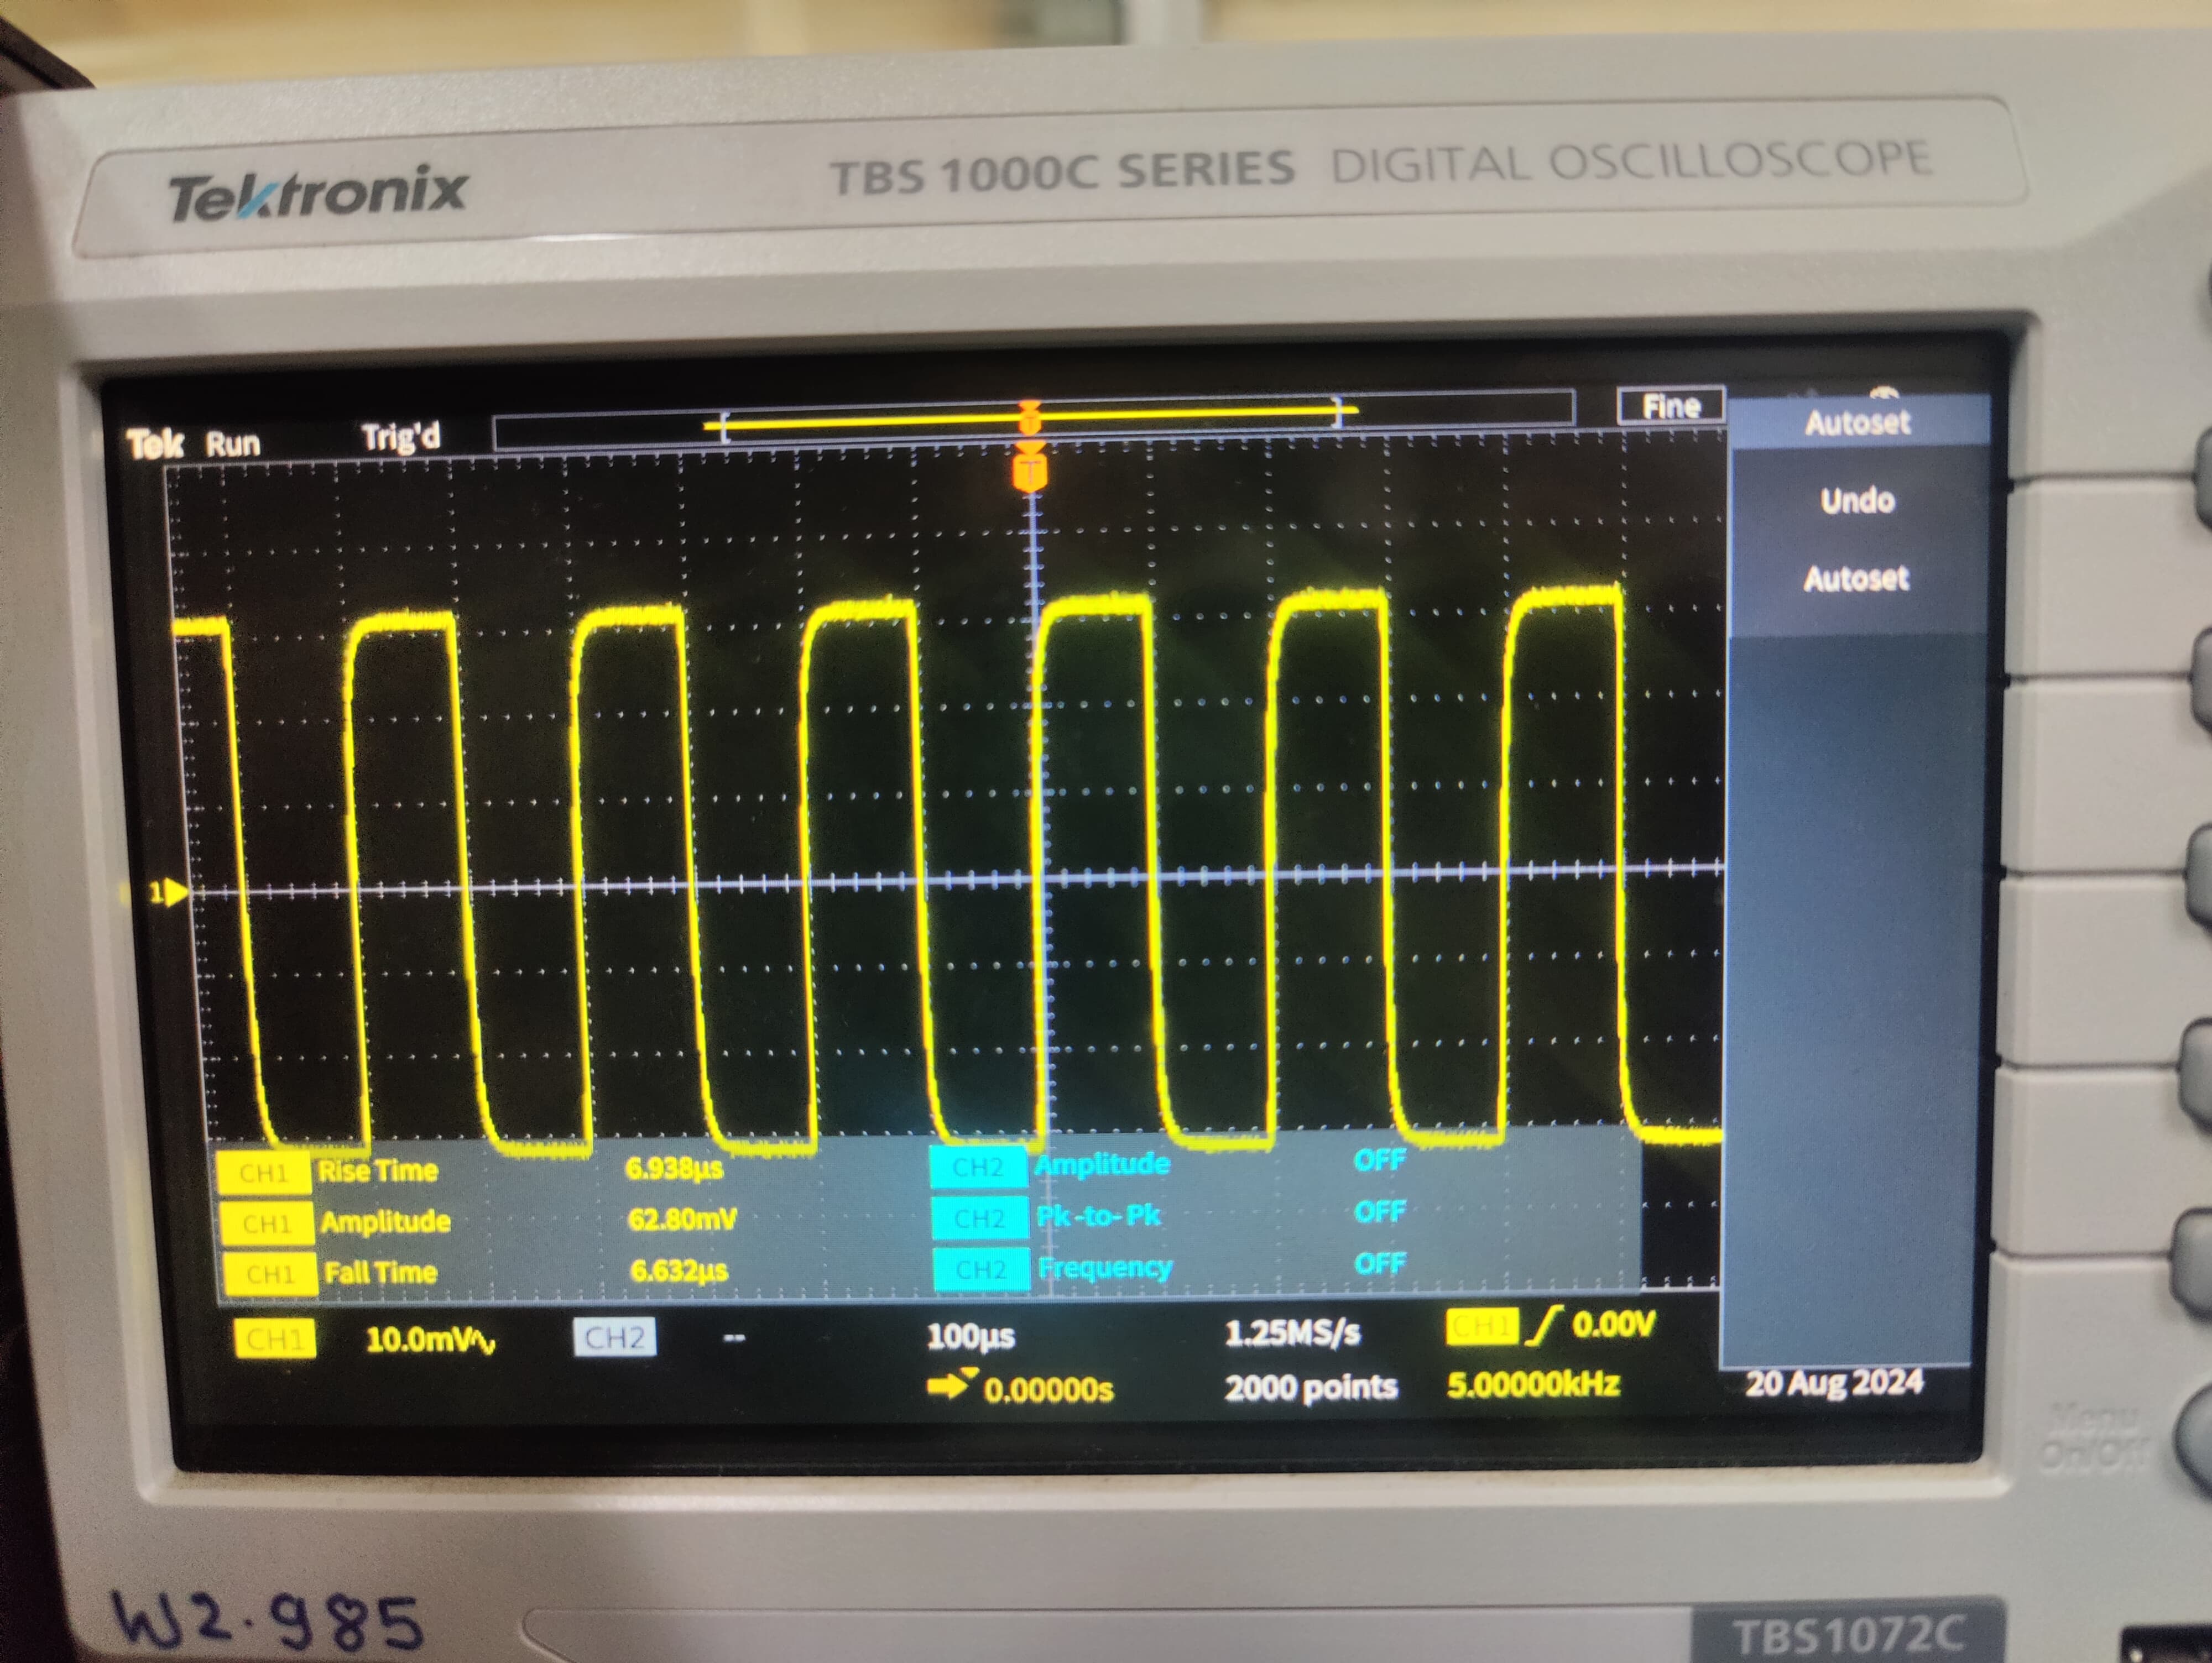 Tektronix TBS 1000C SERIES DIGITAL OSCILLOSCOPE
Tek Run Trig'd Fine
T
Autoset
Undo
Autoset
1
CH1 Rise Time 6.938µs CH2 Amplitude OFF
CH1 Amplitude 62.80mV CH2 Pk-to-Pk OFF
CH1 Fall Time 6.632µs CH2 Frequency OFF
CH1 10.0mV CH2 -- 100µs 1.25MS/s CH1 0.00V
0.00000s 2000 points 5.00000kHz 20 Aug 2024
Menu
On/Off
W2.985
TBS1072C